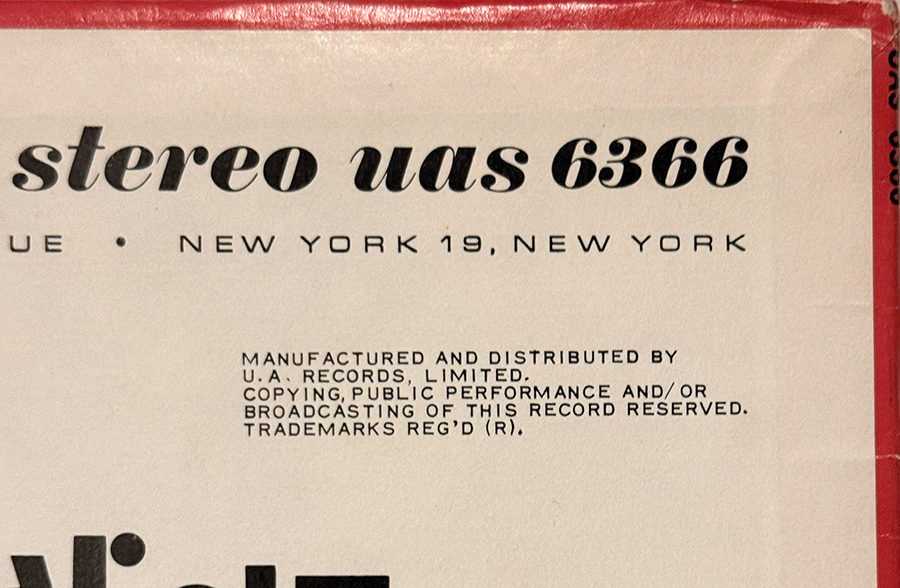 stereo uas 6366
UE • NEW YORK 19, NEW YORK
MANUFACTURED AND DISTRIBUTED BY
U.A. RECORDS, LIMITED.
COPYING, PUBLIC PERFORMANCE AND/OR
BROADCASTING OF THIS RECORD RESERVED.
TRADEMARKS REG'D (R).